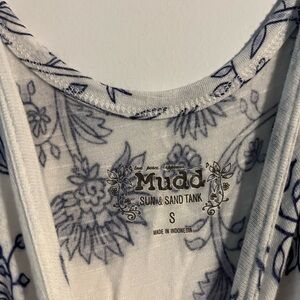 Mudd
SUN & SAND TANK
S
MADE IN INDONESIA